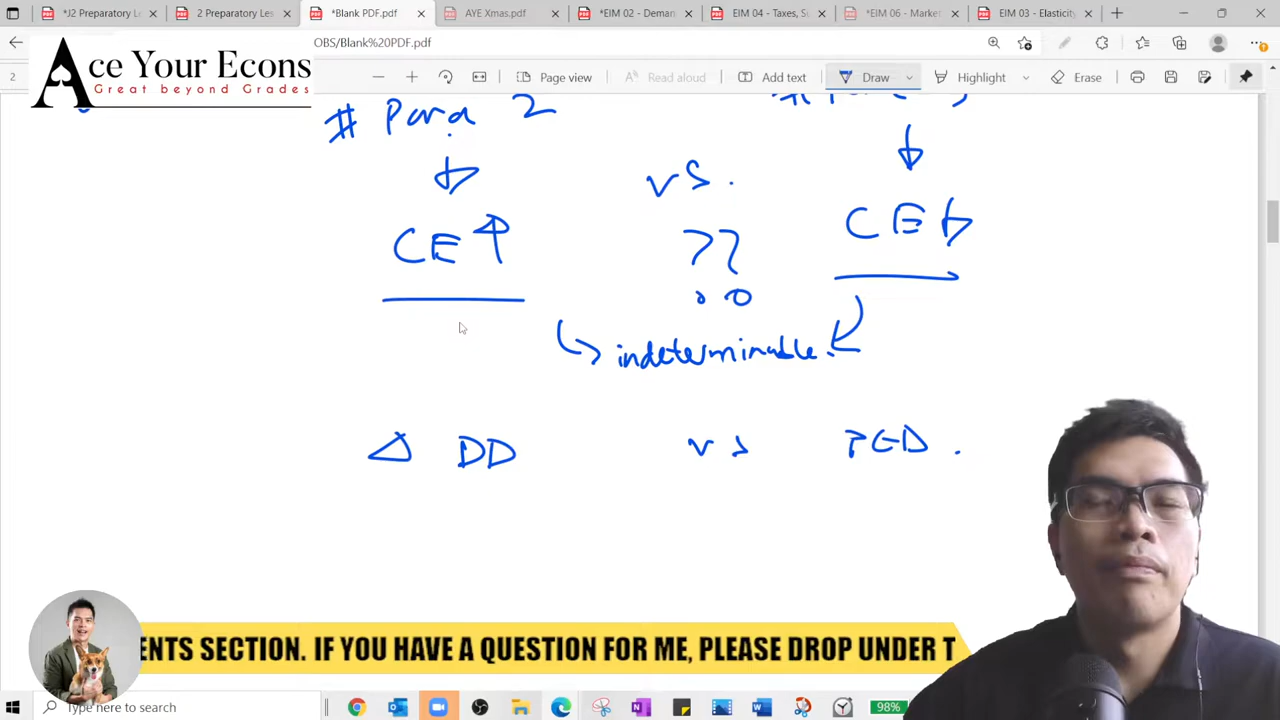 *J2 Preparatory Le
2 Preparatory Les
*Blank PDF.pdf
AYE Xmas.pdf
*EIM 02 - Deman
EIM 04 - Taxes, Su
*EIM 06 - Market
EIM 03 - Elasticity
OBS/Blank%20PDF.pdf
Ace Your Econs
Great beyond Grades
2
Page view
Read aloud
Add text
Draw
Highlight
Erase
# Para 2
vs.
CE↑
??
CE↓
↳ indeterminable.
Δ DD vs PED.
ENTS SECTION. IF YOU HAVE A QUESTION FOR ME, PLEASE DROP UNDER T
Type here to search
98%